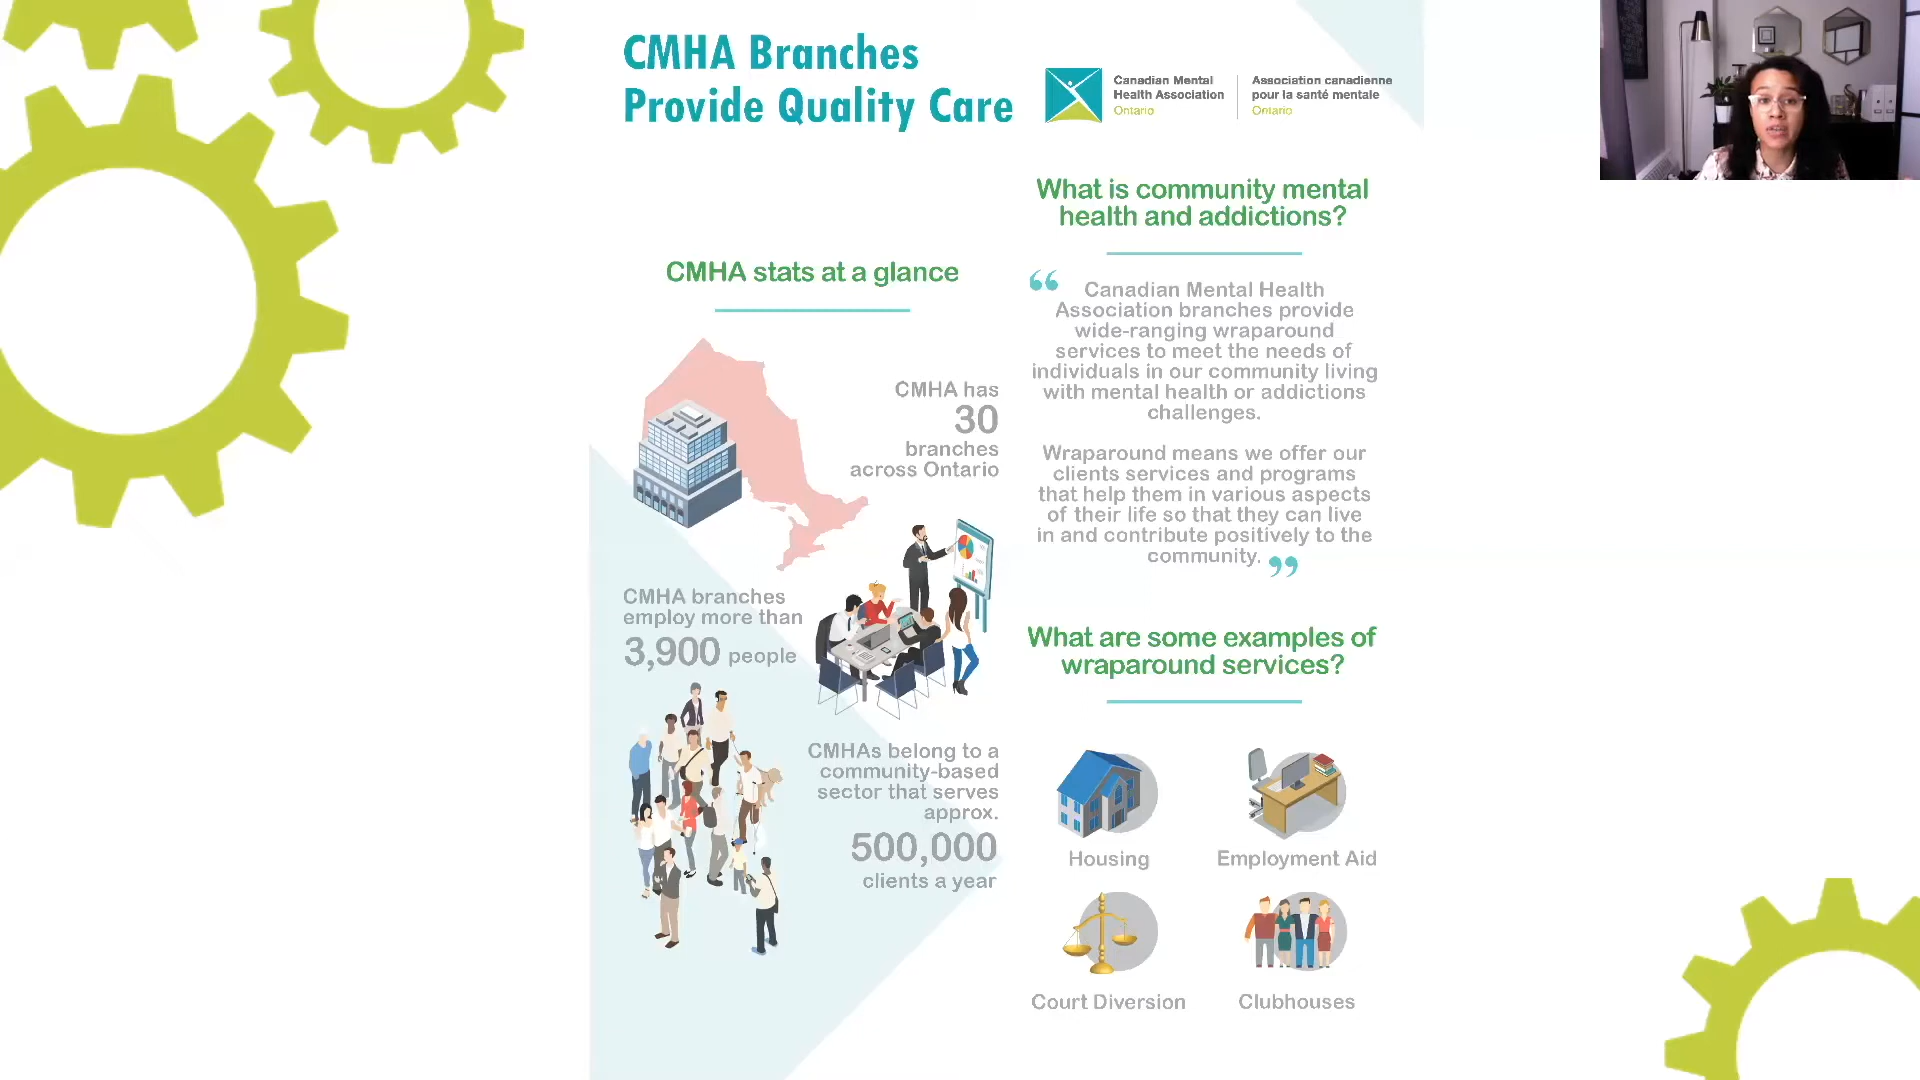 CMHA Branches
Provide Quality Care
Canadian Mental
Health Association
Ontario
Association canadienne
pour la santé mentale
Ontario
CMHA stats at a glance
CMHA has
30
branches
across Ontario
CMHA branches
employ more than
3,900 people
CMHAs belong to a
community-based
sector that serves
approx.
500,000
clients a year
What is community mental
health and addictions?
“ Canadian Mental Health
Association branches provide
wide-ranging wraparound
services to meet the needs of
individuals in our community living
with mental health or addictions
challenges.
Wraparound means we offer our
clients services and programs
that help them in various aspects
of their life so that they can live
in and contribute positively to the
community. ”
What are some examples of
wraparound services?
Housing
Employment Aid
Court Diversion
Clubhouses